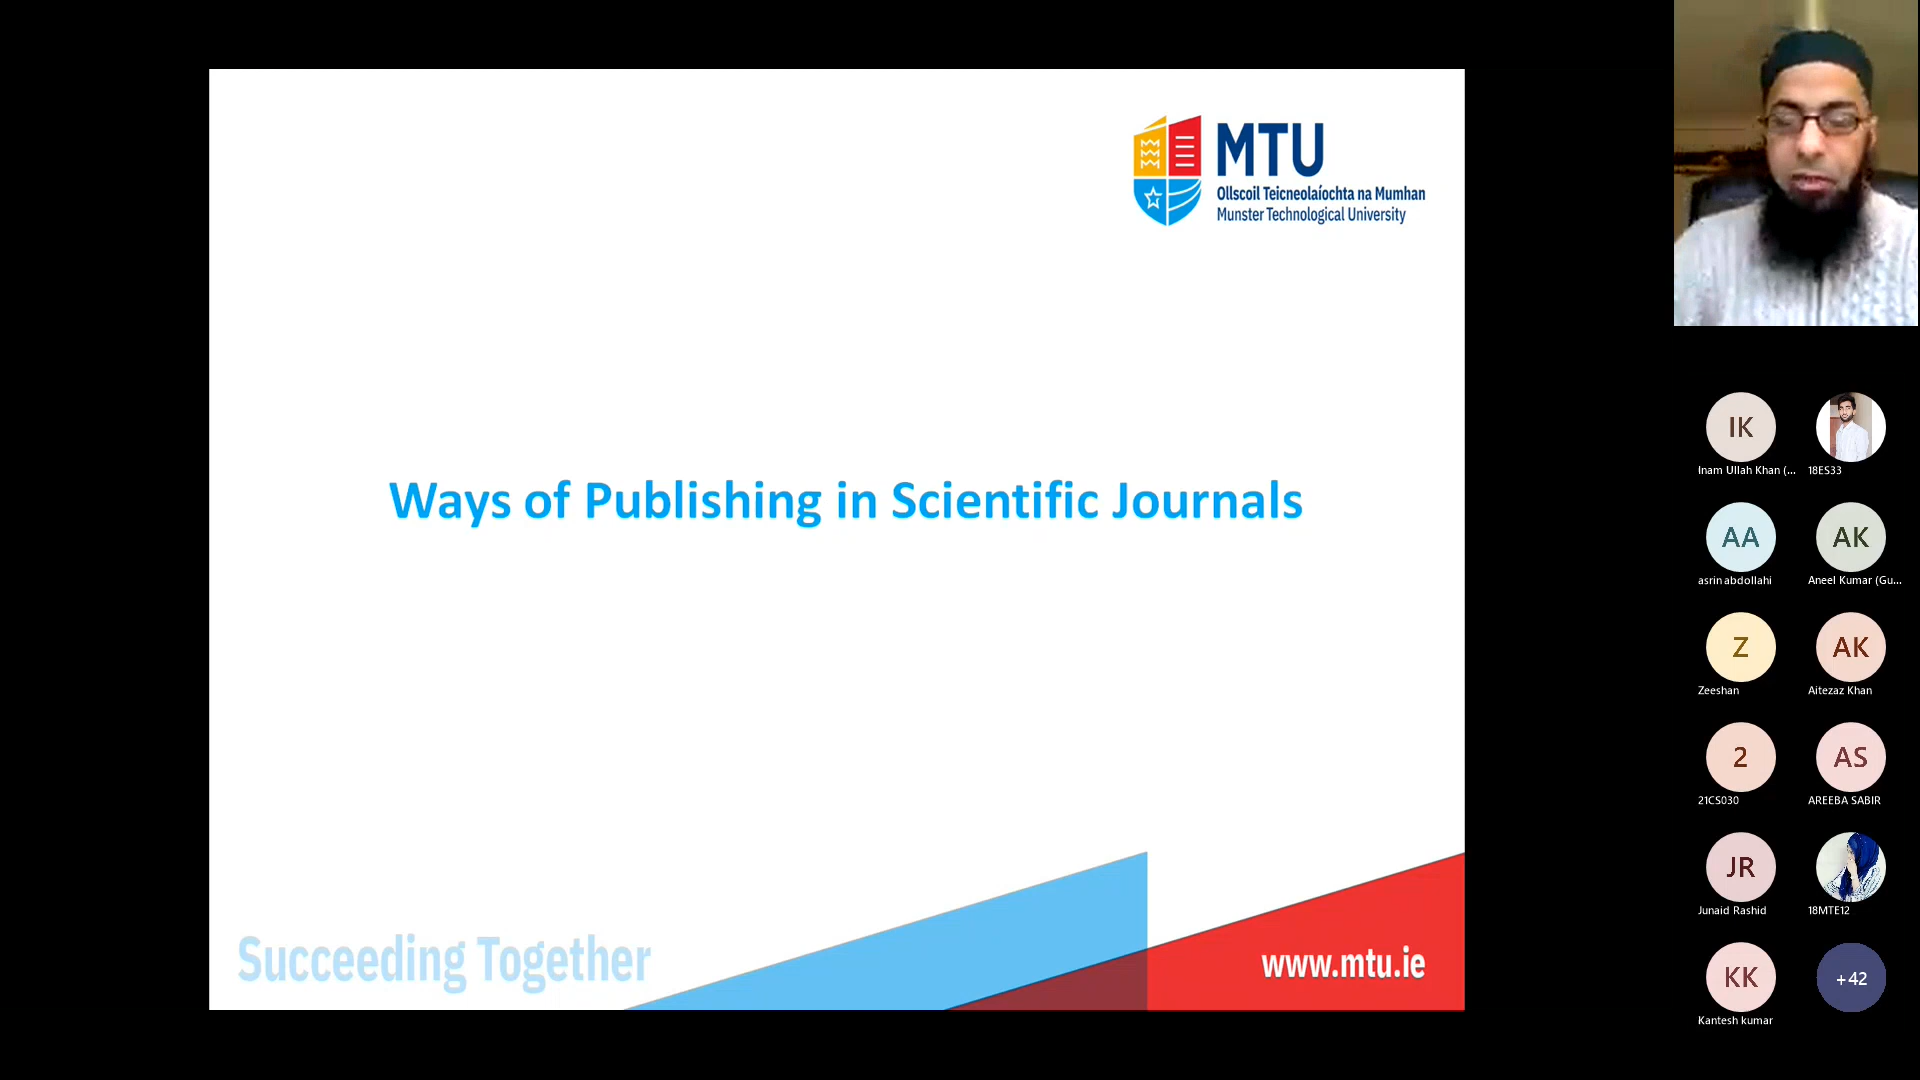 MTU
Ollscoil Teicneolaíochta na Mumhan
Munster Technological University
Ways of Publishing in Scientific Journals
Succeeding Together
www.mtu.ie
IK
Inam Ullah Khan (...
18ES33
AA
asrin abdollahi
AK
Aneel Kumar (Gu...
Z
Zeeshan
AK
Aitezaz Khan
2
21CS030
AS
AREEBA SABIR
JR
Junaid Rashid
18MTE12
KK
Kantesh kumar
+42